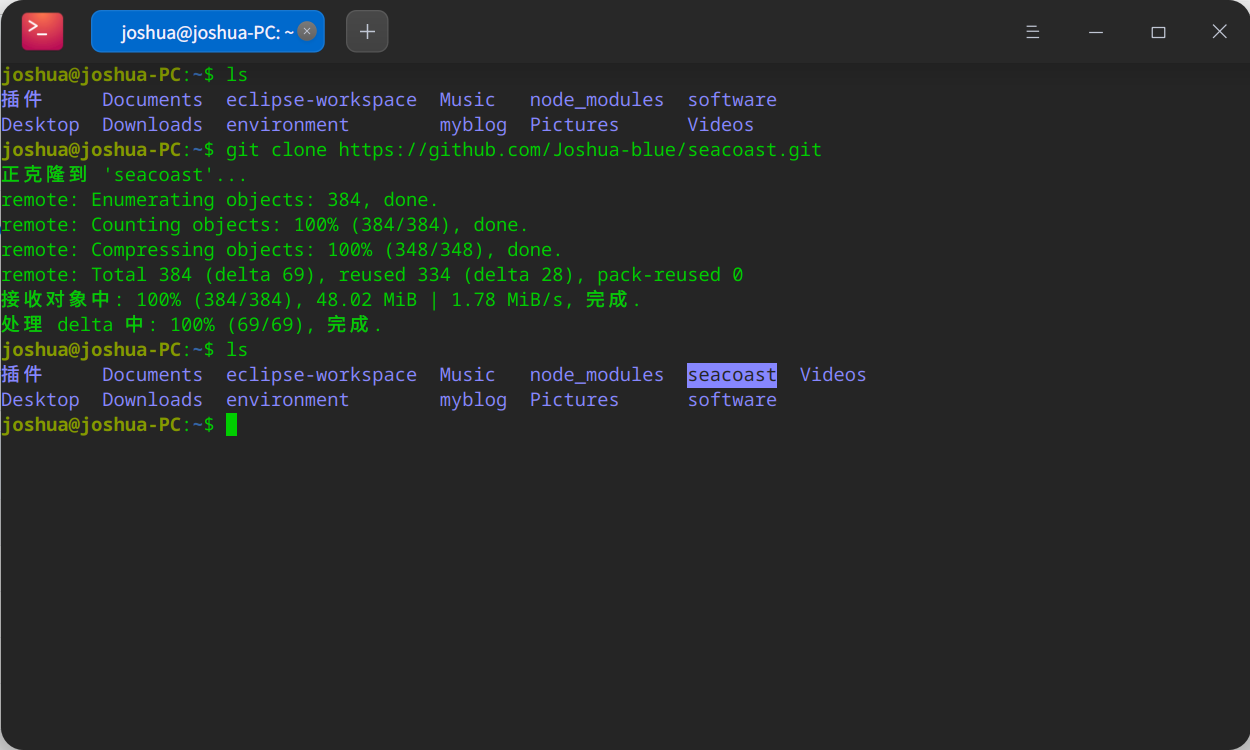 joshua@joshua-PC: ~
joshua@joshua-PC:~$ ls
插件 Documents eclipse-workspace Music node_modules software
Desktop Downloads environment myblog Pictures Videos
joshua@joshua-PC:~$ git clone https://github.com/Joshua-blue/seacoast.git
正克隆到 'seacoast'...
remote: Enumerating objects: 384, done.
remote: Counting objects: 100% (384/384), done.
remote: Compressing objects: 100% (348/348), done.
remote: Total 384 (delta 69), reused 334 (delta 28), pack-reused 0
接收对象中: 100% (384/384), 48.02 MiB | 1.78 MiB/s, 完成.
处理 delta 中: 100% (69/69), 完成.
joshua@joshua-PC:~$ ls
插件 Documents eclipse-workspace Music node_modules seacoast Videos
Desktop Downloads environment myblog Pictures software
joshua@joshua-PC:~$